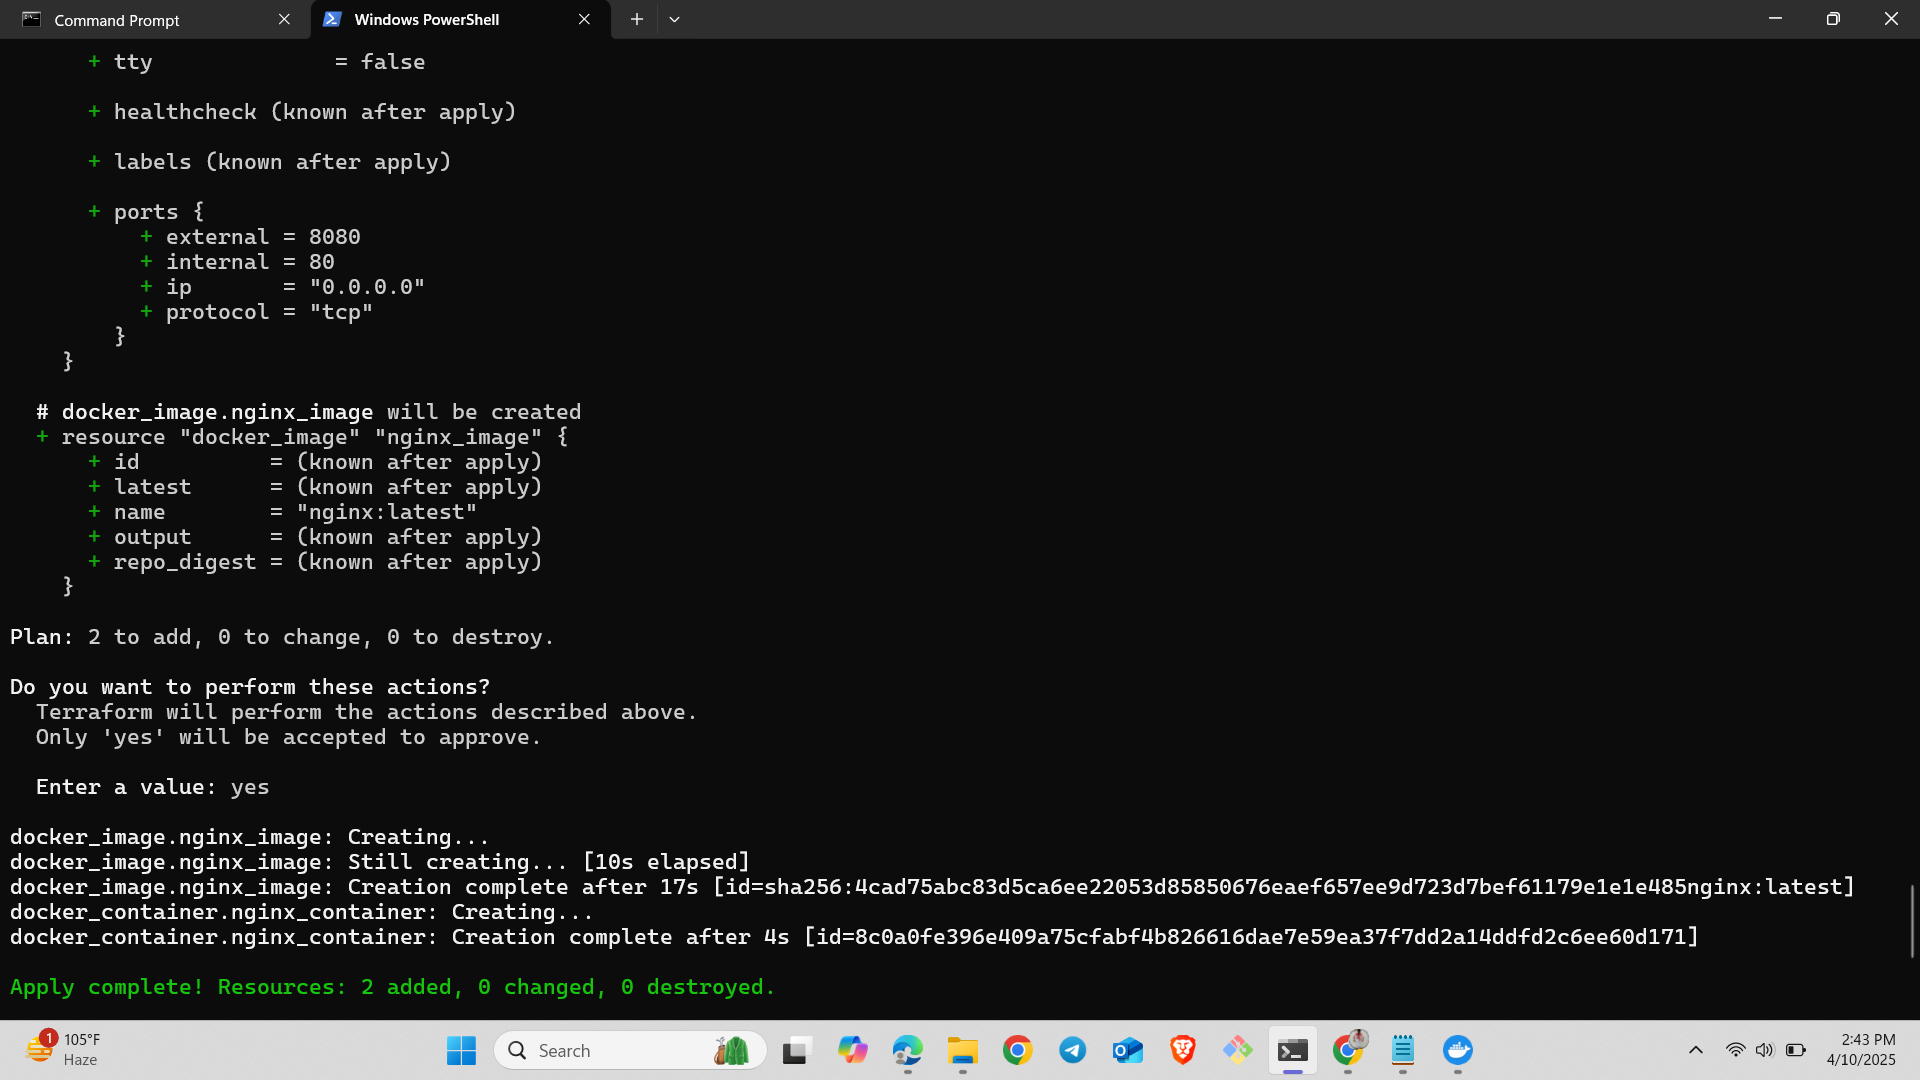 Command Prompt
Windows PowerShell
+ tty = false
+ healthcheck (known after apply)
+ labels (known after apply)
+ ports {
+ external = 8080
+ internal = 80
+ ip = "0.0.0.0"
+ protocol = "tcp"
}
}
# docker_image.nginx_image will be created
+ resource "docker_image" "nginx_image" {
+ id = (known after apply)
+ latest = (known after apply)
+ name = "nginx:latest"
+ output = (known after apply)
+ repo_digest = (known after apply)
}
Plan: 2 to add, 0 to change, 0 to destroy.
Do you want to perform these actions?
Terraform will perform the actions described above.
Only 'yes' will be accepted to approve.
Enter a value: yes
docker_image.nginx_image: Creating...
docker_image.nginx_image: Still creating... [10s elapsed]
docker_image.nginx_image: Creation complete after 17s [id=sha256:4cad75abc83d5ca6ee22053d85850676eaef657ee9d723d7bef61179e1e1e485nginx:latest]
docker_container.nginx_container: Creating...
docker_container.nginx_container: Creation complete after 4s [id=8c0a0fe396e409a75cfabf4b826616dae7e59ea37f7dd2a14ddfd2c6ee60d171]
Apply complete! Resources: 2 added, 0 changed, 0 destroyed.
1
105°F
Haze
Search
2:43 PM
4/10/2025